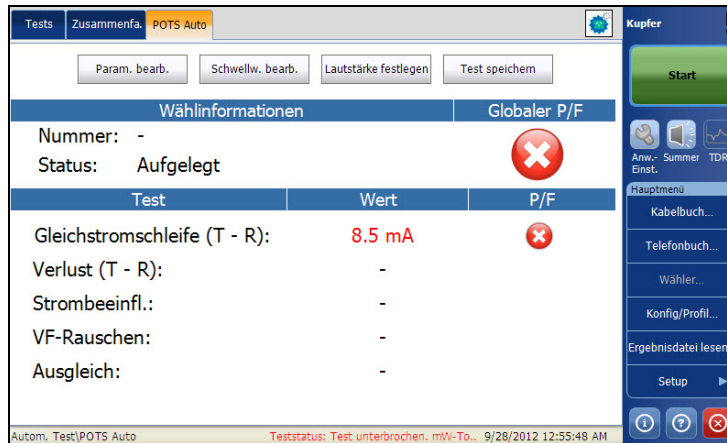 Tests Zusammenfa. POTS Auto
Kupfer
Param. bearb. Schwellw. bearb. Lautstärke festlegen Test speichern
Start
Wählinformationen Globaler P/F
Nummer: -
Status: Aufgelegt
Anw.- Einst. Summer TDR
Test Wert P/F
Gleichstromschleife (T - R): 8.5 mA
Verlust (T - R): -
Strombeeinfl.: -
VF-Rauschen: -
Ausgleich: -
Hauptmenü
Kabelbuch...
Telefonbuch...
Wähler...
Konfig/Profil...
Ergebnisdatei lesen
Setup
Autom. Test\POTS Auto Teststatus: Test unterbrochen. mW-To.. 9/28/2012 12:55:48 AM